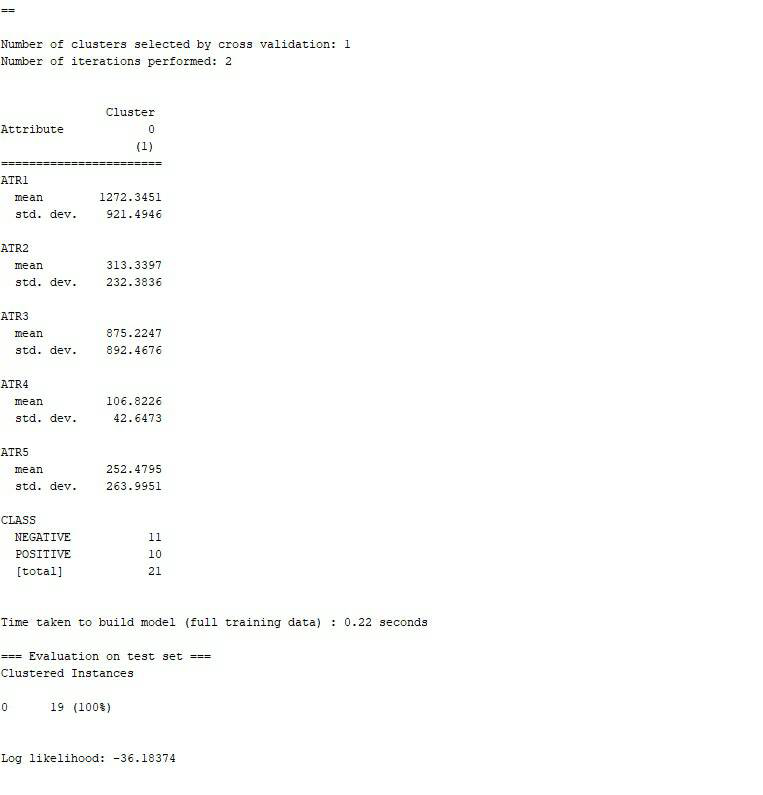 ==
Number of clusters selected by cross validation: 1
Number of iterations performed: 2
Cluster
Attribute 0
(1)
=======================
ATR1
mean 1272.3451
std. dev. 921.4946
ATR2
mean 313.3397
std. dev. 232.3836
ATR3
mean 875.2247
std. dev. 892.4676
ATR4
mean 106.8226
std. dev. 42.6473
ATR5
mean 252.4795
std. dev. 263.9951
CLASS
NEGATIVE 11
POSITIVE 10
[total] 21
Time taken to build model (full training data) : 0.22 seconds
=== Evaluation on test set ===
Clustered Instances
0 19 (100%)
Log likelihood: -36.18374